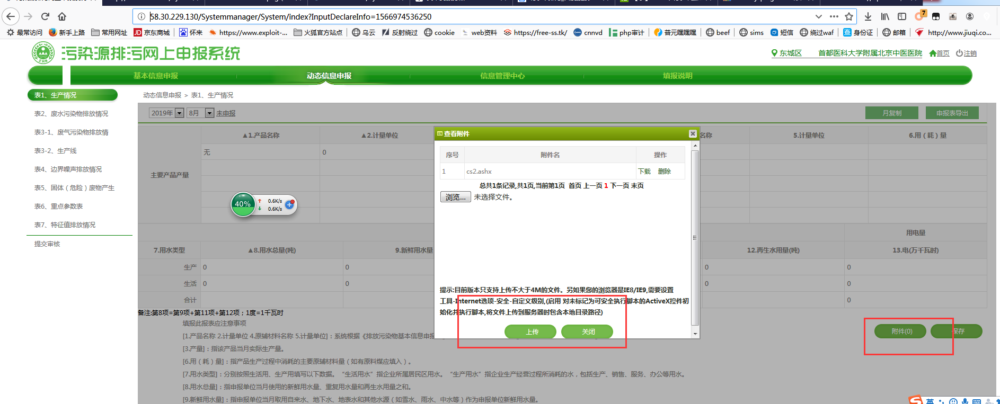 58.30.229.130/Systemmanager/System/index?InputDeclareInfo=1566974536250
7
最常访问 新手上路 常用网址 JD 京东商城 怀来 https://www.exploit-... 火狐官方站点 乌云 反射绕过 cookie web资料 https://free-ss.tk/ cnnvd php审计 普元嘿嘿嘿 beef sims 短信 绕过waf 查 身份证 邮箱 http://www.jiuqi.co...
污染源排污网上申报系统
ZHB
东城区 首都医科大学附属北京中医医院 首页 注销
基本信息申报 动态信息申报 信息管理中心 填报说明
表1、生产情况
动态信息申报 > 表1、生产情况
表2、废水污染物排放情况
表3-1、废气污染物排放情
表3-2、生产线
表4、边界噪声排放情况
表5、固体（危险）废物产生
表6、重点参数表
表7、特征值排放情况
提交审核
2019年 8月 未申报
月复制 申报表导出
▲1.产品名称 ▲2.计量单位 名称 5.计量单位 6.用（耗）量
无 0
主要产品产量
40% 0.6K/s
0.6K/s
用电量
7.用水类型 ▲8.用水总量(吨) 9.新鲜用水量 12.再生水用量(吨) 13.电(万千瓦时)
生产 0 0 0 0
生活 0 0 0 0
合计 0
查看附件
序号 附件名 操作
1 cs2.ashx 下载 删除
总共1条记录,共1页,当前第1页 首页 上一页 1 下一页 末页
浏览... 未选择文件。
提示:目前版本只支持上传不大于4M的文件。另如果您的浏览器是IE8/IE9,需要设置
工具-Internet选项-安全-自定义级别,(启用 对未标记为可安全执行脚本的ActiveX控件初
始化并执行脚本,将文件上传到服务器时包含本地目录路径)
上传 关闭
备注:第8项=第9项+第11项+第12项；1度=1千瓦时
填报此报表应注意事项
附件(0) 保存
[1.产品名称 2.计量单位 4.原辅材料名称 5.计量单位]：系统根据《排放污染物基本信息申报
[3.产量]：指该产品当月实际生产量。
[6.用（耗）量]：指产品生产过程中消耗的主要原辅材料量（如有原料煤应填入）。
[7.用水类型]：分别按照生活用、生产用填写以下数据。“生活用水”指企业所属居民区用水。“生产用水”指企业生产经营过程所消耗的水，包括生产、销售、服务、办公等用水。
[8.用水总量]：指申报单位当月使用的新鲜用水量、重复用水量和再生水用量之和。
[9.新鲜用水量]：指申报单位当月取用自来水、地下水、地表水和其他水源（如雪水、雨水、中水等）作为申报单位新鲜用水量。
英